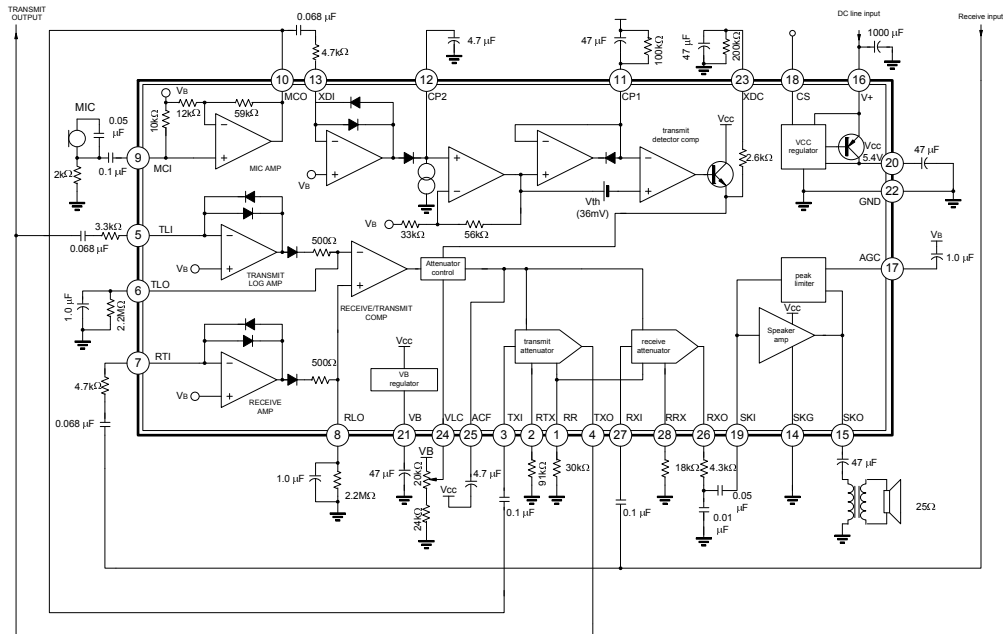 TRANSMIT
OUTPUT
0.068 µF
4.7kΩ
4.7 µF
47 µF
100kΩ
47 µF
200kΩ
DC line input
1000 µF
Receive input
10
MCO
13
XDI
12
CP2
11
CP1
23
XDC
18
CS
16
V+
MIC
0.05
µF
2kΩ
0.1 µF
9
MCI
VB
10kΩ
12kΩ
59kΩ
MIC AMP
VB
VB
33kΩ
56kΩ
Vth
(36mV)
transmit
detector comp
Vcc
2.6kΩ
VCC
regulator
Vcc
5.4V
20
47 µF
22
GND
3.3kΩ
0.068 µF
5
TLI
VB
TRANSMIT
LOG AMP
500Ω
6
TLO
1.0 µF
2.2MΩ
RECEIVE/TRANSMIT
COMP
Attenuator
control
AGC
17
VB
1.0 µF
peak
limiter
Vcc
Speaker
amp
7
RTI
4.7kΩ
0.068 µF
VB
RECEIVE
AMP
500Ω
Vcc
VB
regulator
transmit
attenuator
receive
attenuator
RLO
8
VB
21
VLC
24
ACF
25
TXI
3
RTX
2
RR
1
TXO
4
RXI
27
RRX
28
RXO
26
SKI
19
SKG
14
SKO
15
1.0 µF
2.2MΩ
47 µF
VB
20kΩ
24kΩ
Vcc
4.7 µF
0.1 µF
91kΩ
30kΩ
0.1 µF
18kΩ
4.3kΩ
0.05
µF
0.01
µF
47 µF
25Ω